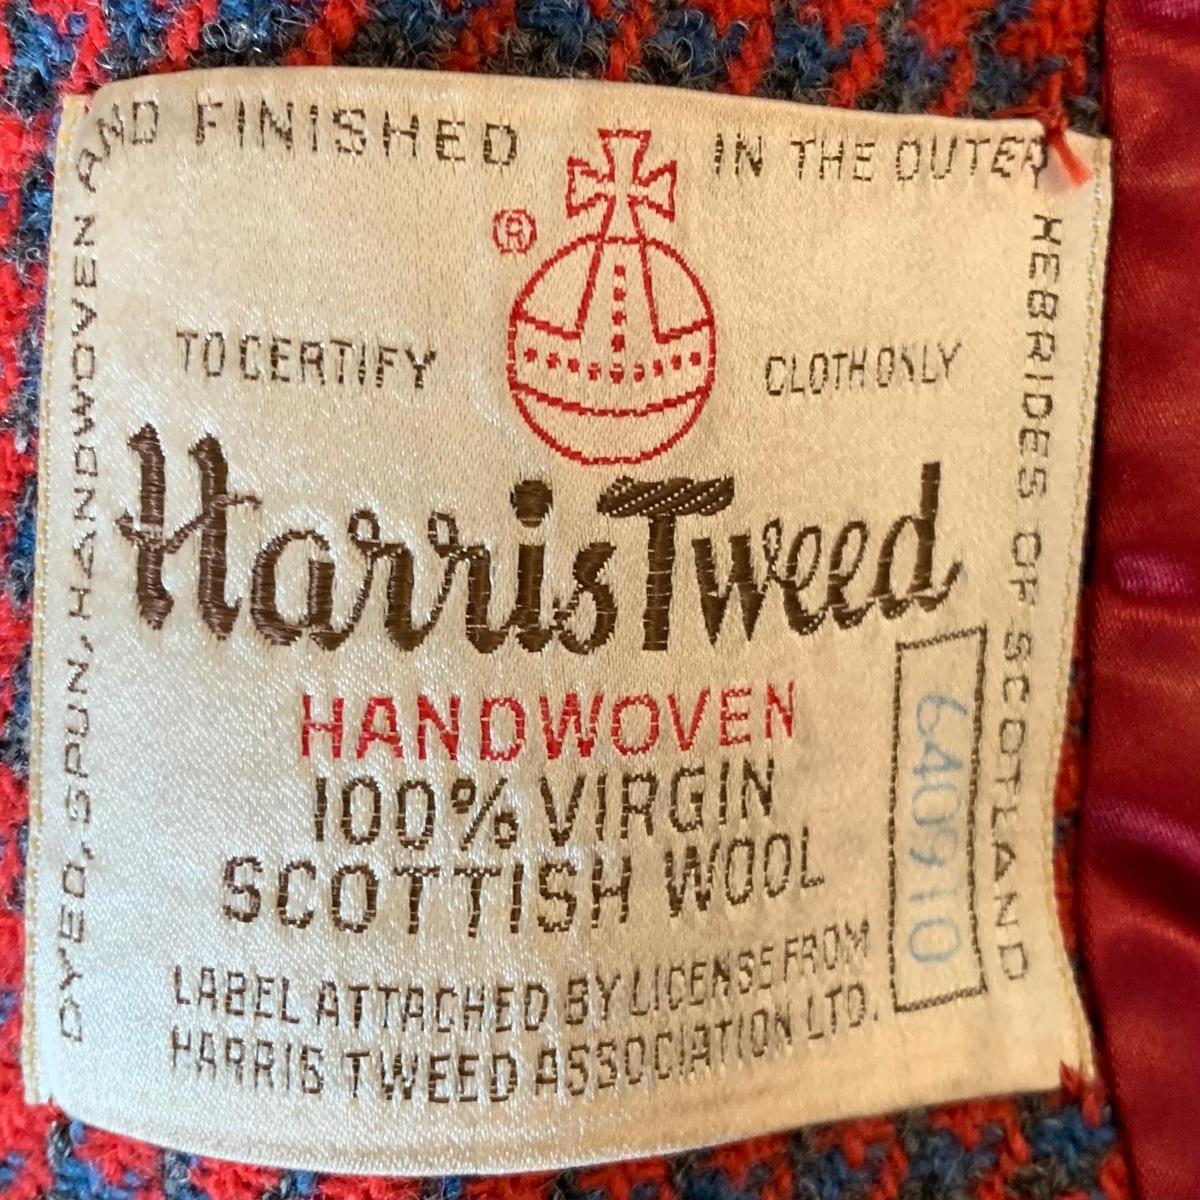 DYED, SPUN, HANDWOVEN AND FINISHED IN THE OUTER HEBRIDES OF SCOTLAND
®
TO CERTIFY CLOTH ONLY
Harris Tweed
HANDWOVEN
100% VIRGIN
SCOTTISH WOOL
LABEL ATTACHED BY LICENSE FROM
HARRIS TWEED ASSOCIATION LTD.
640910